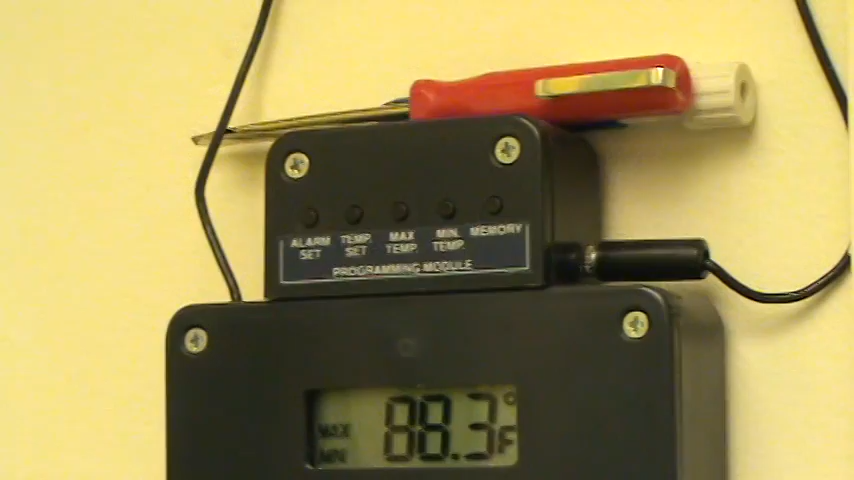 ALARM SET
TEMP. SET
MAX TEMP.
MIN. TEMP.
MEMORY
PROGRAMMING MODULE
MAX
MIN
88.3°F